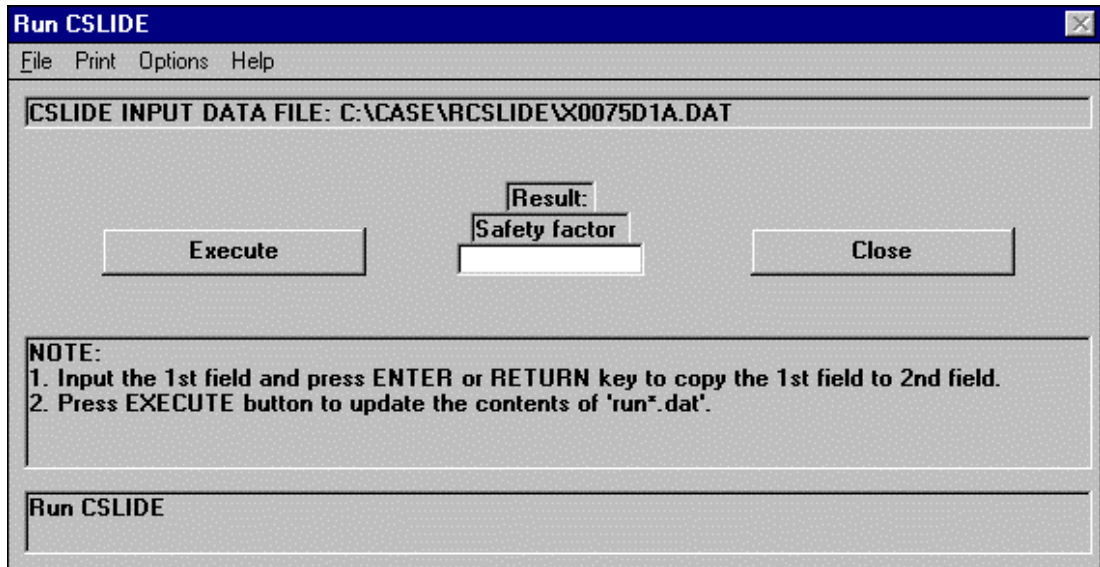 Run CSLIDE
File Print Options Help
CSLIDE INPUT DATA FILE: C:\CASE\RCSLIDE\X0075D1A.DAT
Result:
Safety factor
Execute
Close
NOTE:
1. Input the 1st field and press ENTER or RETURN key to copy the 1st field to 2nd field.
2. Press EXECUTE button to update the contents of 'run*.dat'.
Run CSLIDE